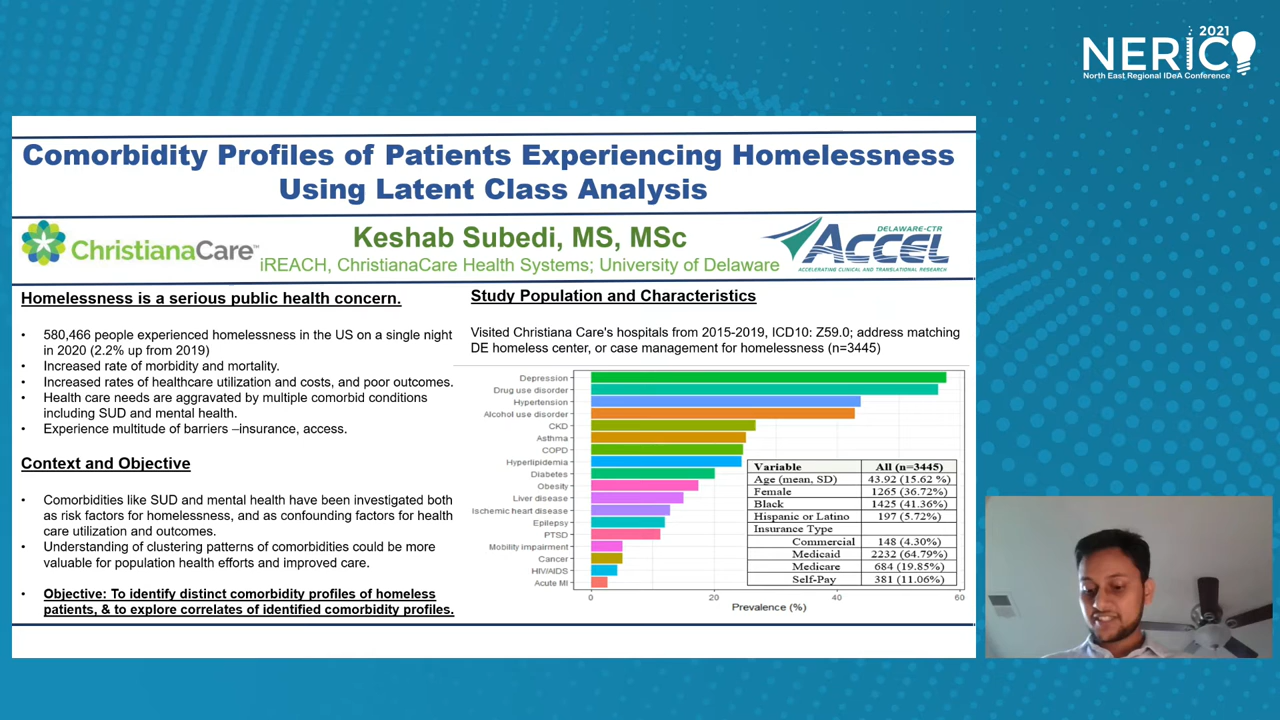 2021
NERIC
North East Regional IDeA Conference
Comorbidity Profiles of Patients Experiencing Homelessness
Using Latent Class Analysis
ChristianaCare™
Keshab Subedi, MS, MSc
iREACH, ChristianaCare Health Systems; University of Delaware
DELAWARE-CTR
ACCEL
ACCELERATING CLINICAL AND TRANSLATIONAL RESEARCH
Homelessness is a serious public health concern.
• 580,466 people experienced homelessness in the US on a single night
in 2020 (2.2% up from 2019)
• Increased rate of morbidity and mortality.
• Increased rates of healthcare utilization and costs, and poor outcomes.
• Health care needs are aggravated by multiple comorbid conditions
including SUD and mental health.
• Experience multitude of barriers –insurance, access.
Context and Objective
• Comorbidities like SUD and mental health have been investigated both
as risk factors for homelessness, and as confounding factors for health
care utilization and outcomes.
• Understanding of clustering patterns of comorbidities could be more
valuable for population health efforts and improved care.
• Objective: To identify distinct comorbidity profiles of homeless
patients, & to explore correlates of identified comorbidity profiles.
Study Population and Characteristics
Visited Christiana Care's hospitals from 2015-2019, ICD10: Z59.0; address matching
DE homeless center, or case management for homelessness (n=3445)
Depression
Drug use disorder
Hypertension
Alcohol use disorder
CKD
Asthma
COPD
Hyperlipidemia
Diabetes
Obesity
Liver disease
Ischemic heart disease
Epilepsy
PTSD
Mobility impairment
Cancer
HIV/AIDS
Acute MI
0 20 40 60
Prevalence (%)
Variable All (n=3445)
Age (mean, SD) 43.92 (15.62 %)
Female 1265 (36.72%)
Black 1425 (41.36%)
Hispanic or Latino 197 (5.72%)
Insurance Type
Commercial 148 (4.30%)
Medicaid 2232 (64.79%)
Medicare 684 (19.85%)
Self-Pay 381 (11.06%)